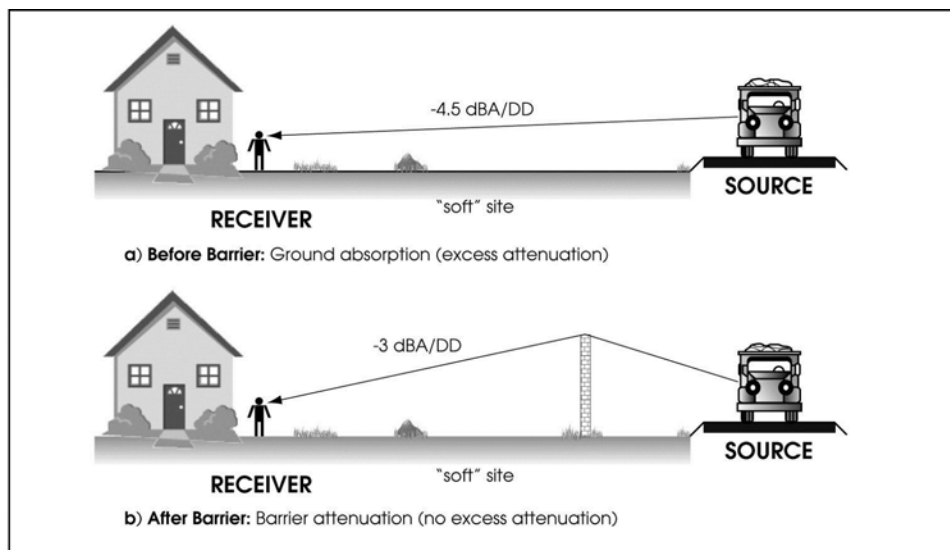 -4.5 dBA/DD
SOURCE
"soft" site
RECEIVER
a) Before Barrier: Ground absorption (excess attenuation)
-3 dBA/DD
SOURCE
"soft" site
RECEIVER
b) After Barrier: Barrier attenuation (no excess attenuation)